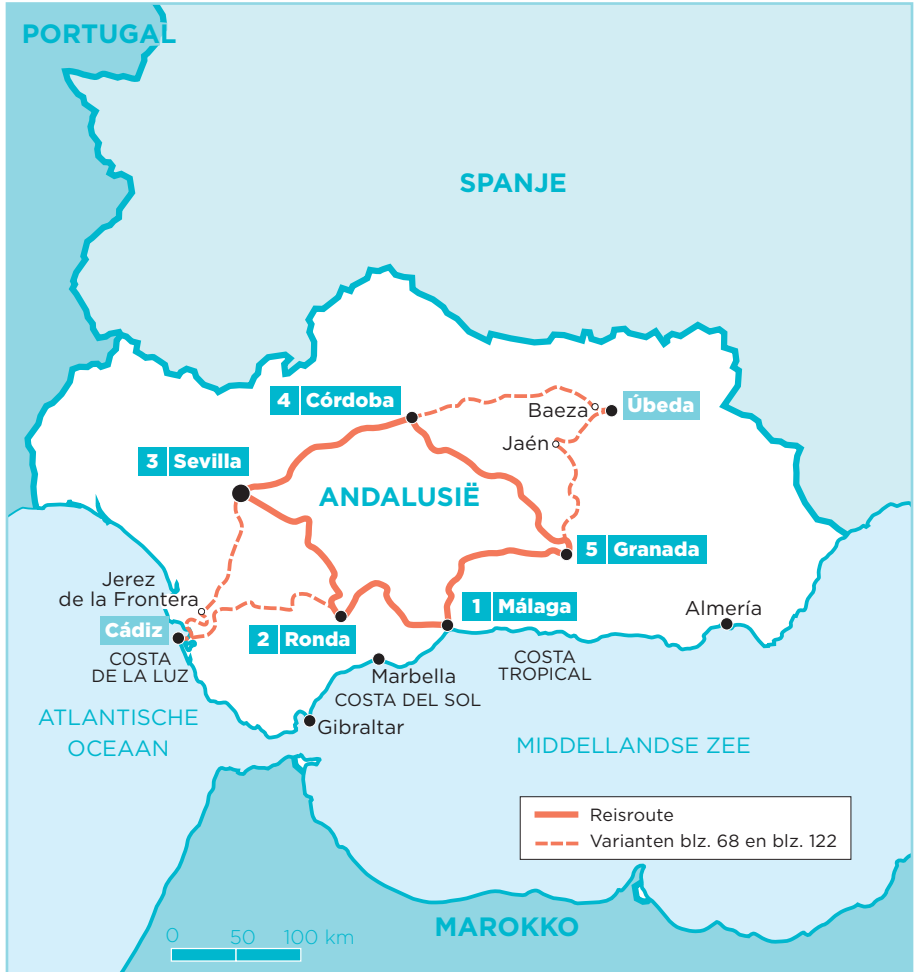 PORTUGAL
SPANJE
4 Córdoba
Baeza
Úbeda
Jaén
3 Sevilla
ANDALUSIË
5 Granada
Jerez
de la Frontera
1 Málaga
Almería
Cádiz
2 Ronda
COSTA
DE LA LUZ
COSTA
TROPICAL
Marbella
COSTA DEL SOL
Gibraltar
ATLANTISCHE
OCEAAN
MIDDELLANDSE ZEE
Reisroute
Varianten blz. 68 en blz. 122
MAROKKO
0 50 100 km